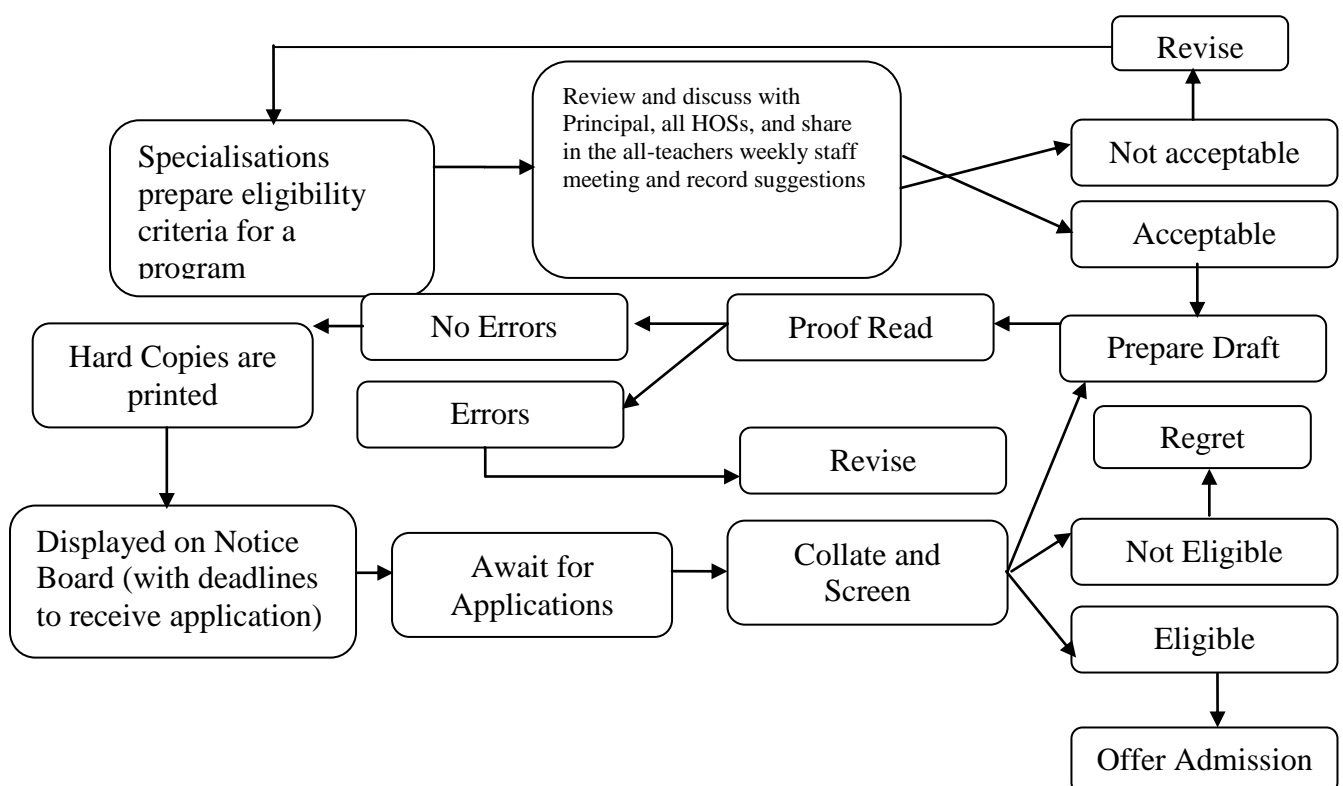 Revise
Review and discuss with
Principal, all HOSs, and share
in the all-teachers weekly staff
meeting and record suggestions
Specialisations
prepare eligibility
criteria for a
program
Not acceptable
Acceptable
No Errors
Proof Read
Prepare Draft
Hard Copies are
printed
Errors
Revise
Regret
Displayed on Notice
Board (with deadlines
to receive application)
Await for
Applications
Collate and
Screen
Not Eligible
Eligible
Offer Admission